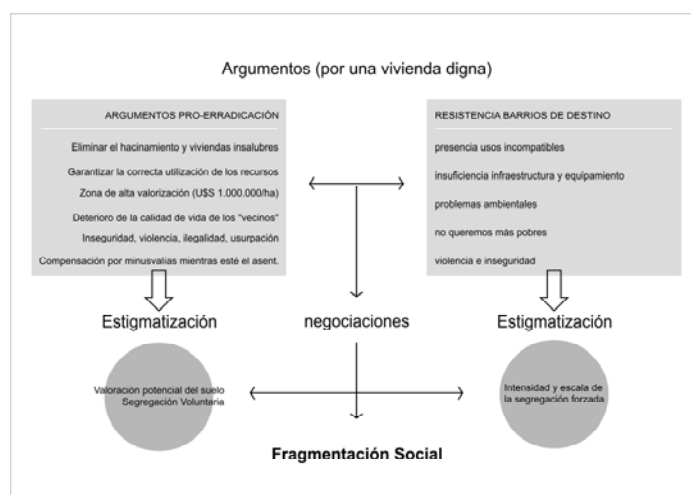 Argumentos (por una vivienda digna)
ARGUMENTOS PRO-ERRADICACIÓN
Eliminar el hacinamiento y viviendas insalubres
Garantizar la correcta utilización de los recursos
Zona de alta valorización (U$S 1.000.000/ha)
Deterioro de la calidad de vida de los "vecinos"
Inseguridad, violencia, ilegalidad, usurpación
Compensación por minusvalías mientras esté el asent.
RESISTENCIA BARRIOS DE DESTINO
presencia usos incompatibles
insuficiencia infraestructura y equipamiento
problemas ambientales
no queremos más pobres
violencia e inseguridad
Estigmatización
negociaciones
Estigmatización
Valoración potencial del suelo
Segregación Voluntaria
Intensidad y escala de
la segregación forzada
Fragmentación Social